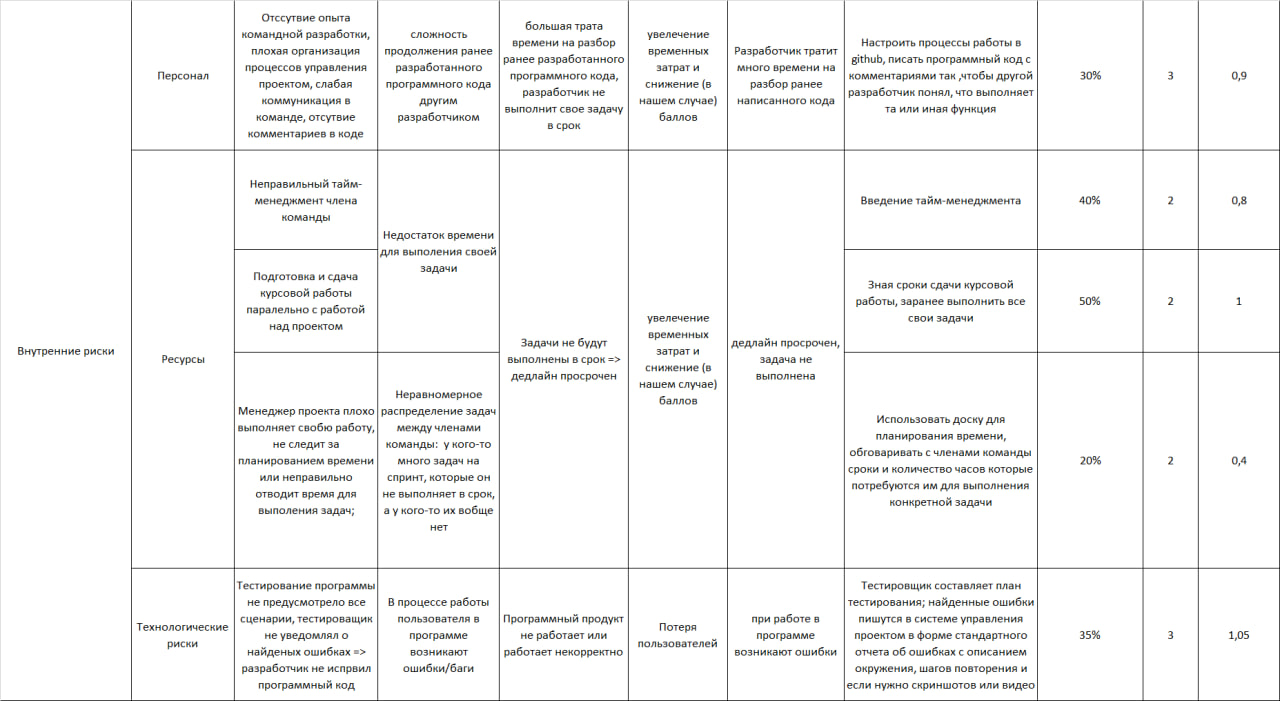 Внутренние риски
Персонал
Отссутвие опыта
командной разработки,
плохая организация
процессов управления
проектом, слабая
коммуникация в
команде, отсутвие
комментариев в коде
сложность
продолжения ранее
разработанного
программного кода
другим
разработчиком
большая трата
времени на разбор
ранее разработанного
программного кода,
разработчик не
выполнит свое задачу
в срок
увелечение
временных
затрат и
снижение (в
нашем случае)
баллов
Разработчик тратит
много времени на
разбор ранее
написанного кода
Настроить процессы работы в
github, писать программный код с
комментариями так ,чтобы другой
разработчик понял, что выполняет
та или иная функция
30%
3
0,9
Ресурсы
Неправильный тайм-
менеджмент члена
команды
Недостаток времени
для выполения своей
задачи
Задачи не будут
выполнены в срок =>
дедлайн просрочен
увелечение
временных
затрат и
снижение (в
нашем случае)
баллов
дедлайн просрочен,
задача не
выполнена
Введение тайм-менеджмента
40%
2
0,8
Подготовка и сдача
курсовой работы
паралельно с работой
над проектом
Зная сроки сдачи курсовой
работы, заранее выполнить все
свои задачи
50%
2
1
Менеджер проекта плохо
выполняет свобю работу,
не следит за
планированием времени
или неправильно
отводит время для
выполения задач;
Неравномерное
распределение задач
между членами
команды:  у кого-то
много задач на
спринт, которые он
не выполняет в срок,
а у кого-то их вобще
нет
Использовать доску для
планирования времени,
обговаривать с членами команды
сроки и количество часов которые
потребуются им для выполнения
конкретной задачи
20%
2
0,4
Технологические
риски
Тестирование программы
не предусмотрело все
сценарии, тестироващик
не уведомлял о
найденых ошибках =>
разработчик не испрвил
программный код
В процессе работы
пользователя в
программе
возникают
ошибки/баги
Программный продукт
не работает или
работает некорректно
Потеря
пользователей
при работе в
программе
возникают ошибки
Тестировщик составляет план
тестирования; найденные ошибки
пишутся в системе управления
проектом в форме стандартного
отчета об ошибках с описанием
окружения, шагов повторения и
если нужно скриншотов или видео
35%
3
1,05